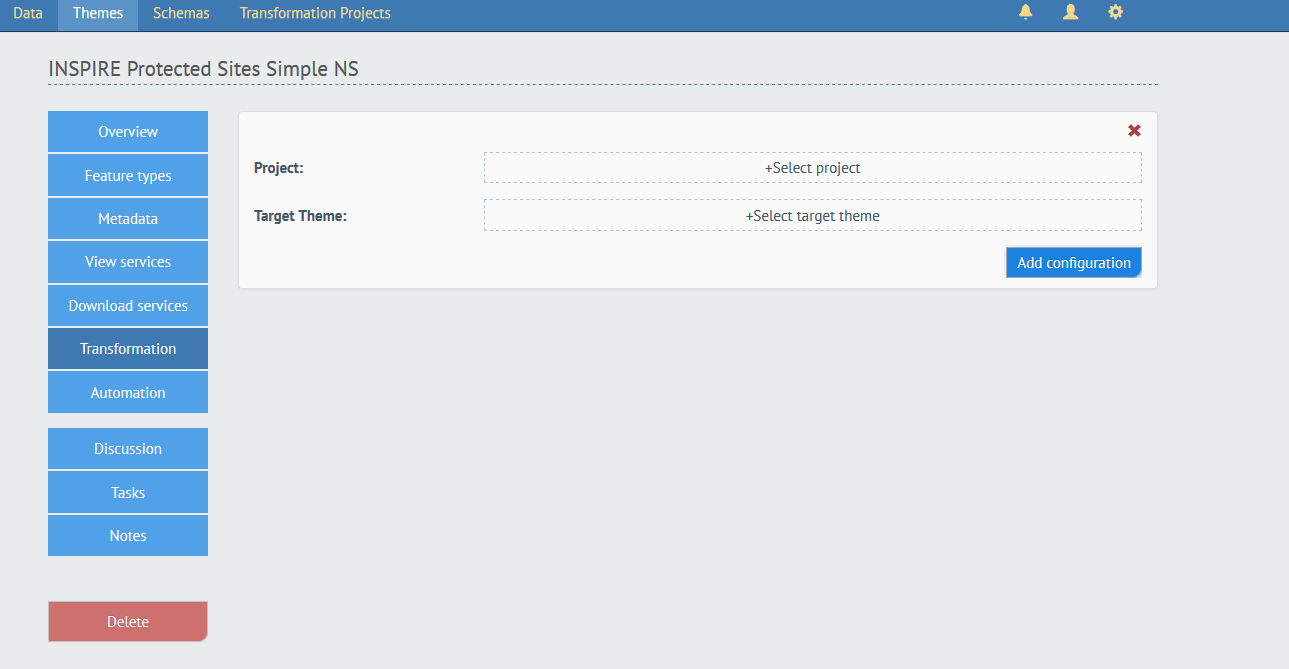 Data Themes Schemas Transformation Projects
INSPIRE Protected Sites Simple NS
Overview
Feature types
Metadata
View services
Download services
Transformation
Automation
Discussion
Tasks
Notes
Delete
Project: +Select project
Target Theme: +Select target theme
Add configuration